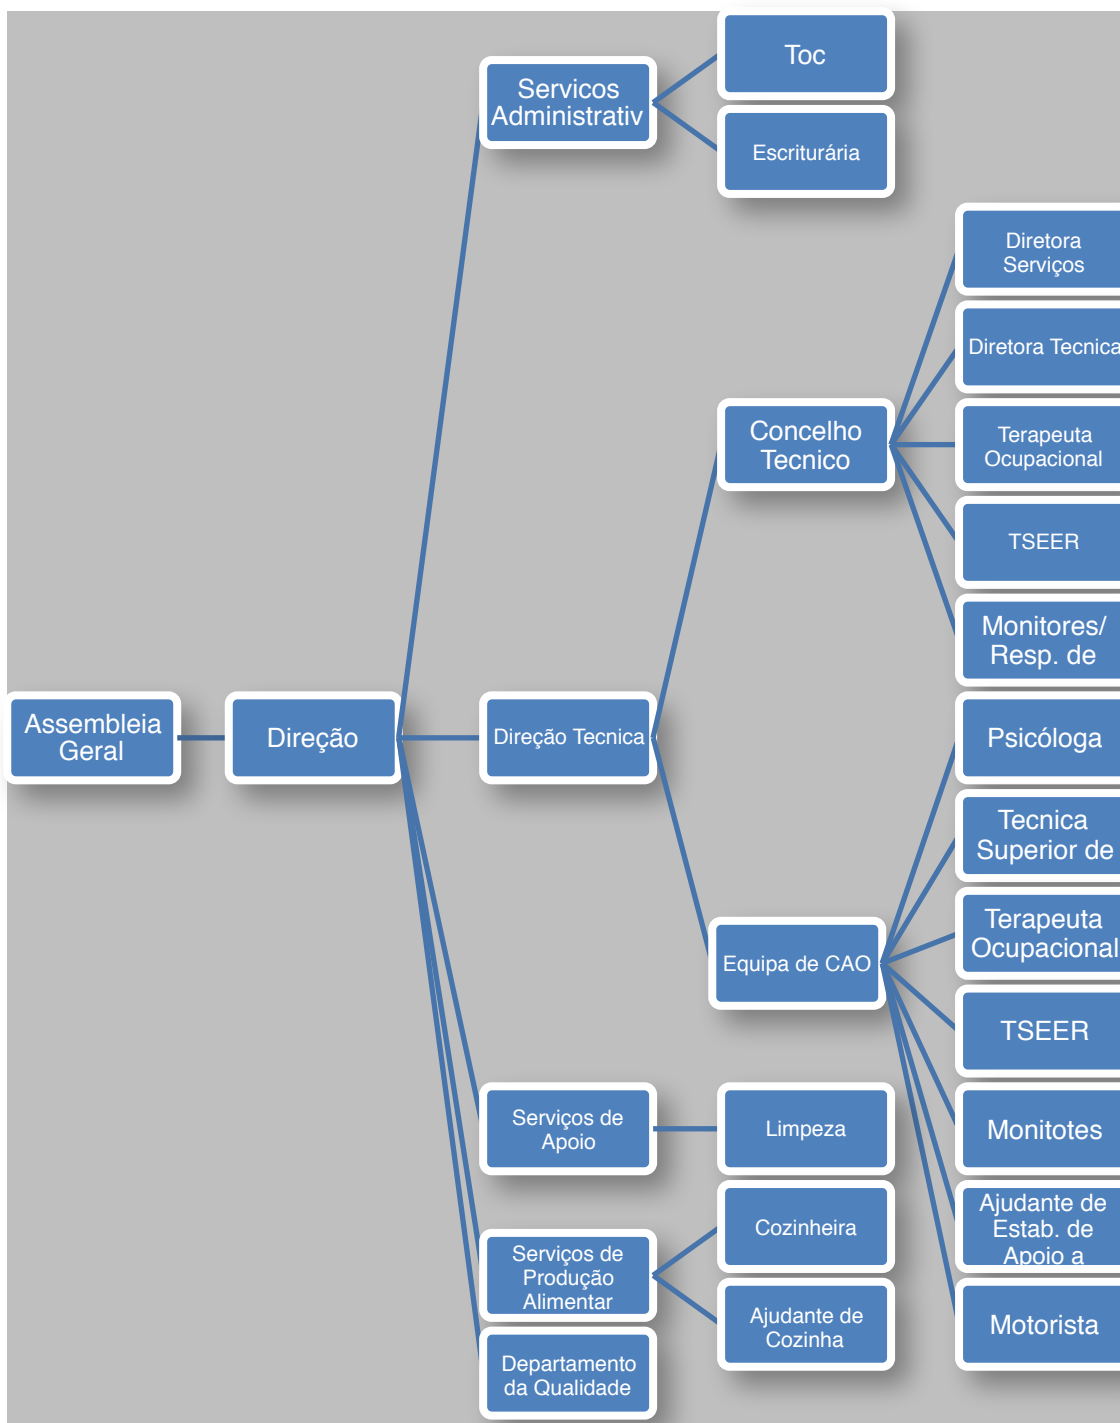 Toc
Servicos
Administrativ
Escriturária
Diretora
Serviços
Diretora Tecnica
Concelho
Tecnico
Terapeuta
Ocupacional
TSEER
Monitores/
Resp. de
Assembleia
Geral
Direção
Direção Tecnica
Psicóloga
Tecnica
Superior de
Terapeuta
Ocupacional
Equipa de CAO
TSEER
Serviços de
Apoio
Limpeza
Monitotes
Ajudante de
Estab. de
Apoio a
Cozinheira
Serviços de
Produção
Alimentar
Ajudante de
Cozinha
Motorista
Departamento
da Qualidade